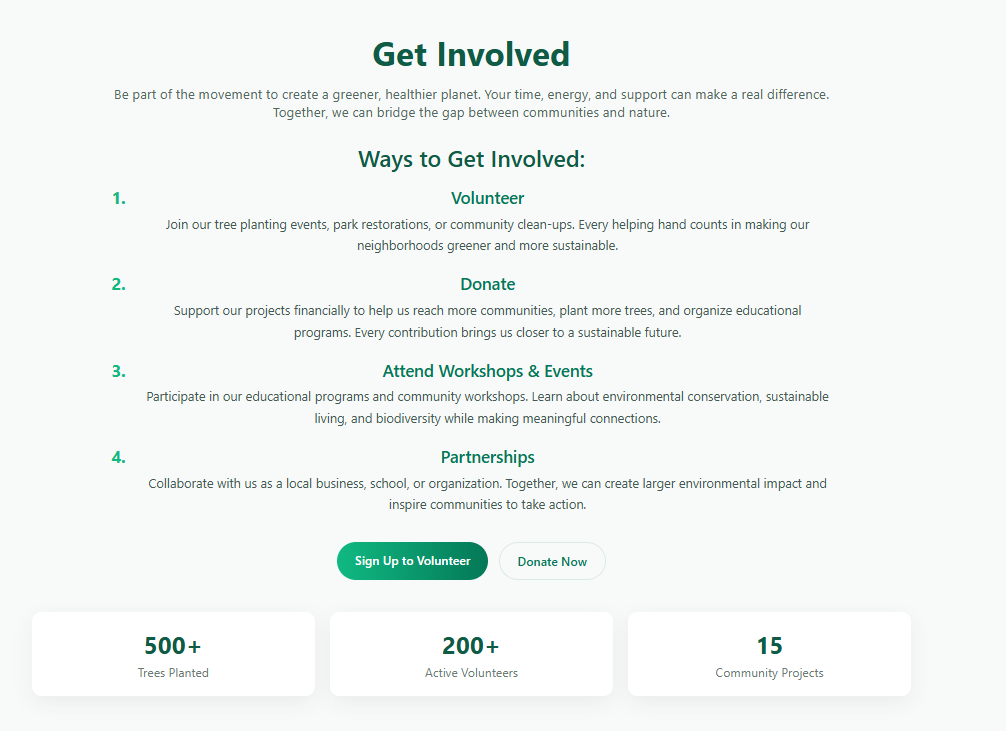 Get Involved
Be part of the movement to create a greener, healthier planet. Your time, energy, and support can make a real difference.
Together, we can bridge the gap between communities and nature.
Ways to Get Involved:
1. Volunteer
Join our tree planting events, park restorations, or community clean-ups. Every helping hand counts in making our
neighborhoods greener and more sustainable.
2. Donate
Support our projects financially to help us reach more communities, plant more trees, and organize educational
programs. Every contribution brings us closer to a sustainable future.
3. Attend Workshops & Events
Participate in our educational programs and community workshops. Learn about environmental conservation, sustainable
living, and biodiversity while making meaningful connections.
4. Partnerships
Collaborate with us as a local business, school, or organization. Together, we can create larger environmental impact and
inspire communities to take action.
Sign Up to Volunteer Donate Now
500+ 200+ 15
Trees Planted Active Volunteers Community Projects